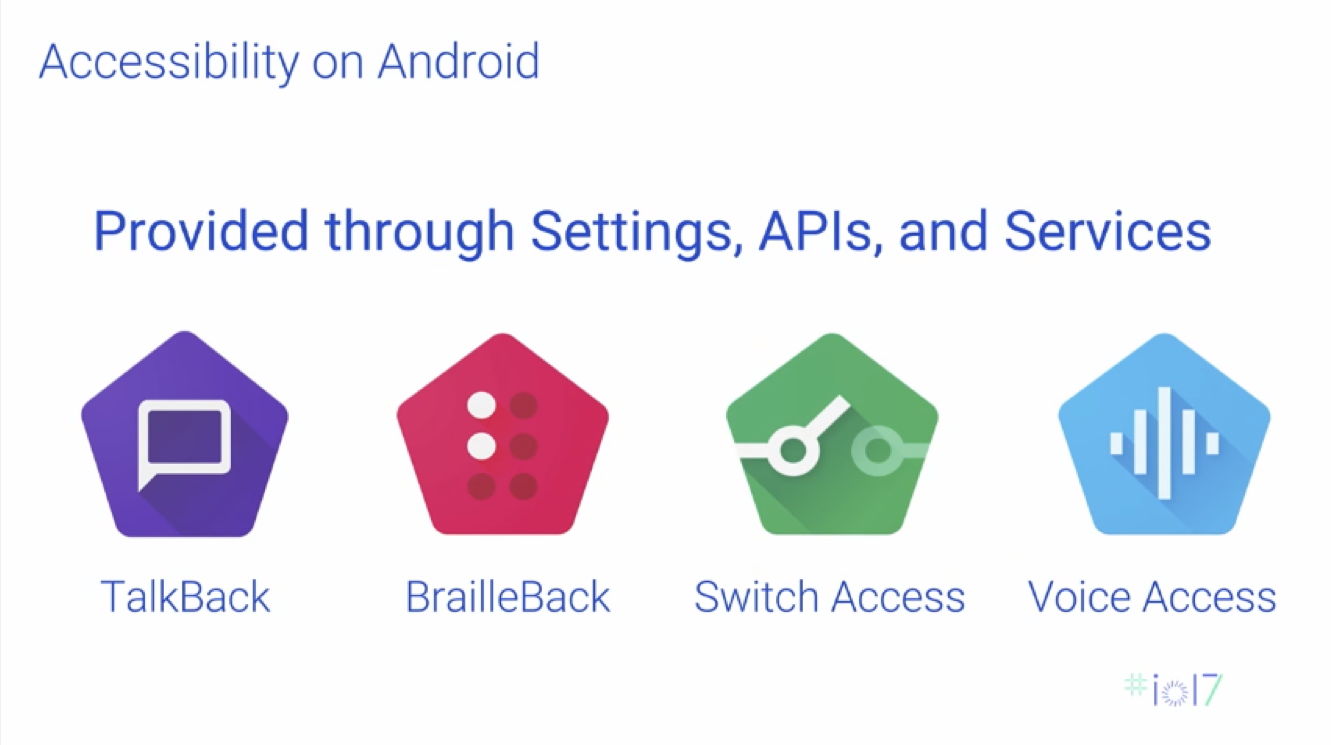 Accessibility on Android
Provided through Settings, APIs, and Services
TalkBack
BrailleBack
Switch Access
Voice Access
#io17